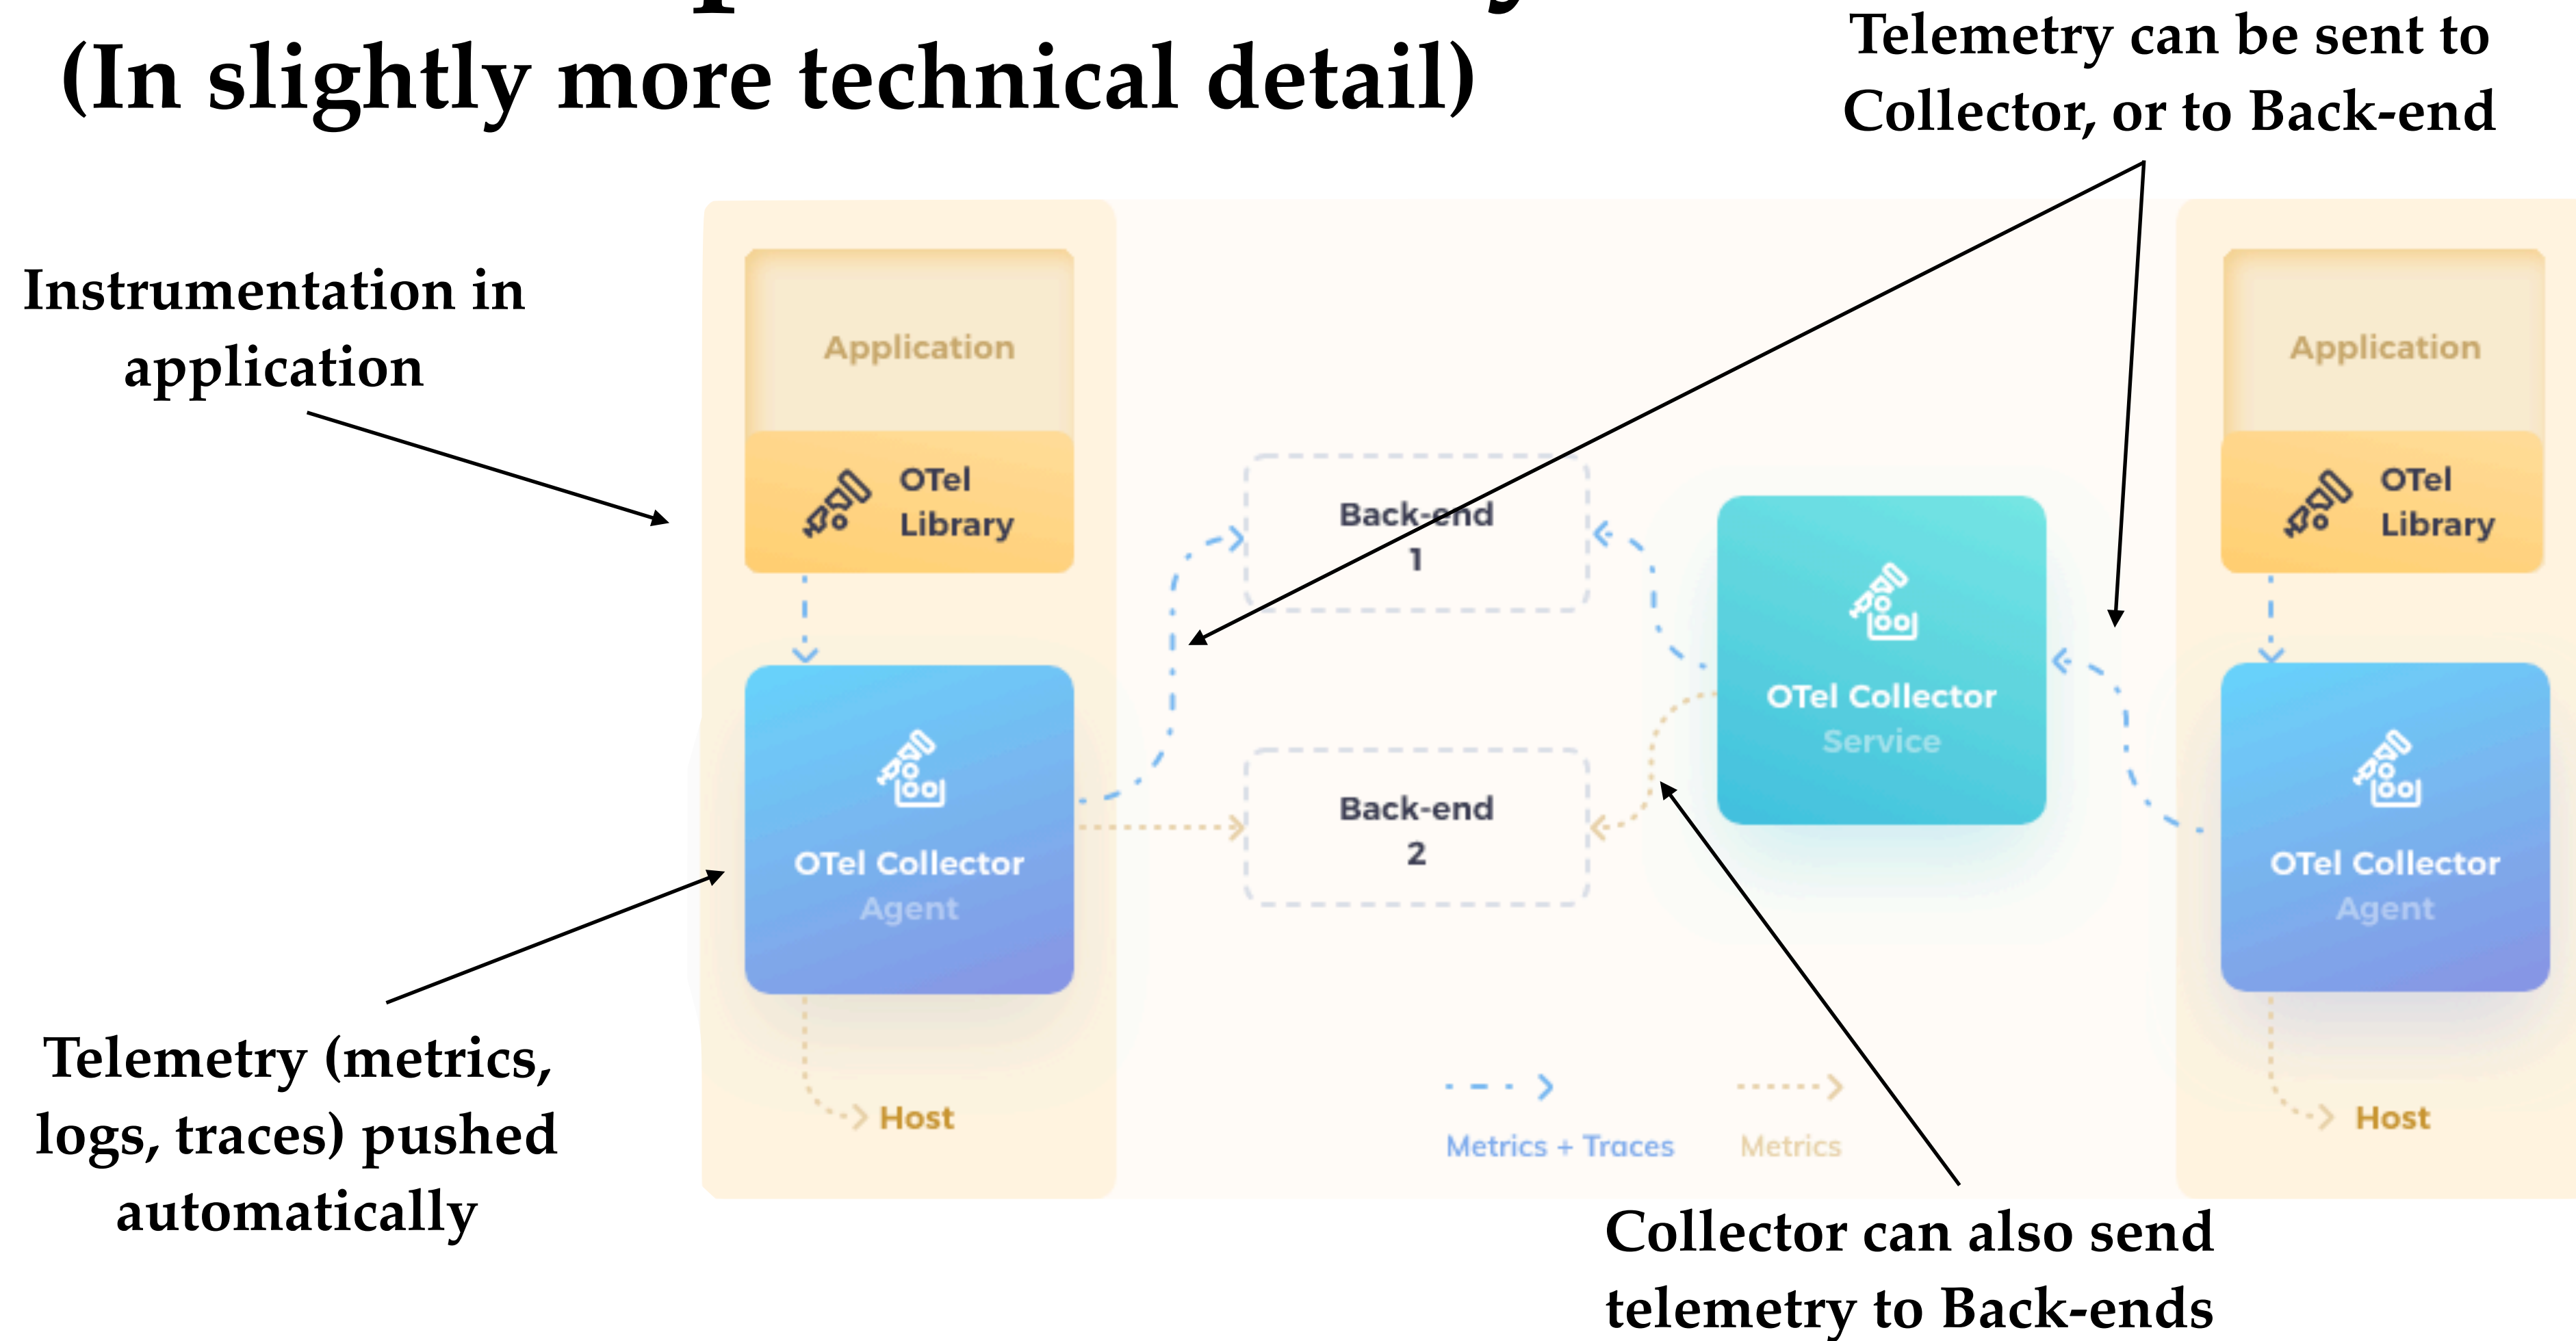 (In slightly more technical detail)
Telemetry can be sent to
Collector, or to Back-end
Instrumentation in
application
Application
OTel
Library
OTel Collector
Agent
Host
Telemetry (metrics,
logs, traces) pushed
automatically
Back-end
1
Back-end
2
OTel Collector
Service
Metrics + Traces
Metrics
Application
OTel
Library
OTel Collector
Agent
Host
Collector can also send
telemetry to Back-ends